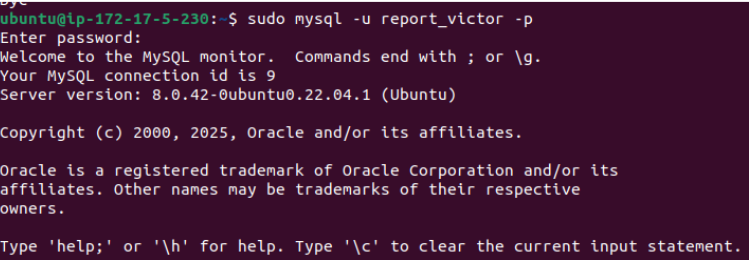 Bye
ubuntu@ip-172-17-5-230:~$ sudo mysql -u report_victor -p
Enter password:
Welcome to the MySQL monitor.  Commands end with ; or \g.
Your MySQL connection id is 9
Server version: 8.0.42-0ubuntu0.22.04.1 (Ubuntu)

Copyright (c) 2000, 2025, Oracle and/or its affiliates.

Oracle is a registered trademark of Oracle Corporation and/or its
affiliates. Other names may be trademarks of their respective
owners.

Type 'help;' or '\h' for help. Type '\c' to clear the current input statement.